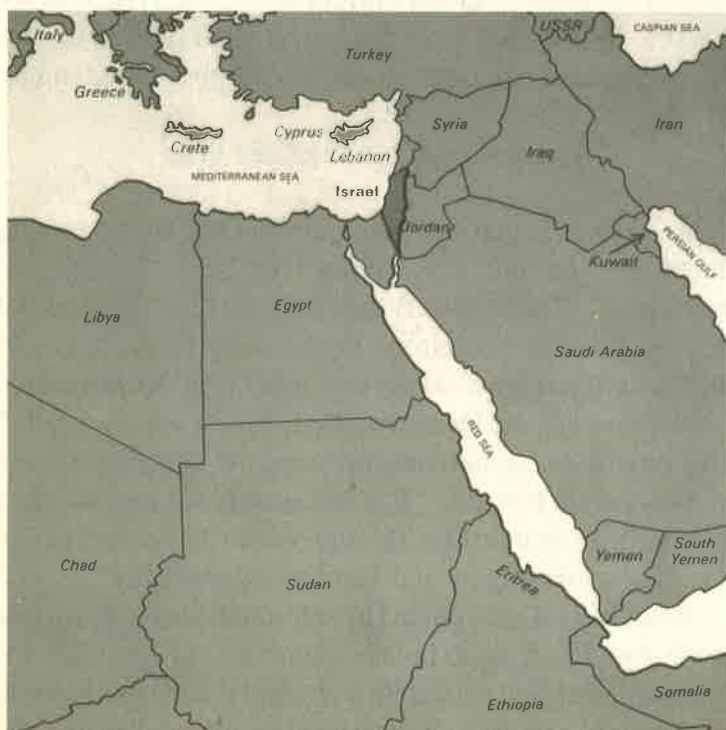 Italy
USSR
CASPIAN SEA
Turkey
Greece
Iran
Syria
Cyprus
Crete
Lebanon
Iraq
MEDITERRANEAN SEA
Israel
Jordan
PERSIAN GULF
Kuwait
Libya
Egypt
Saudi Arabia
RED SEA
Chad
Sudan
Eritrea
Yemen
South
Yemen
Ethiopia
Somalia